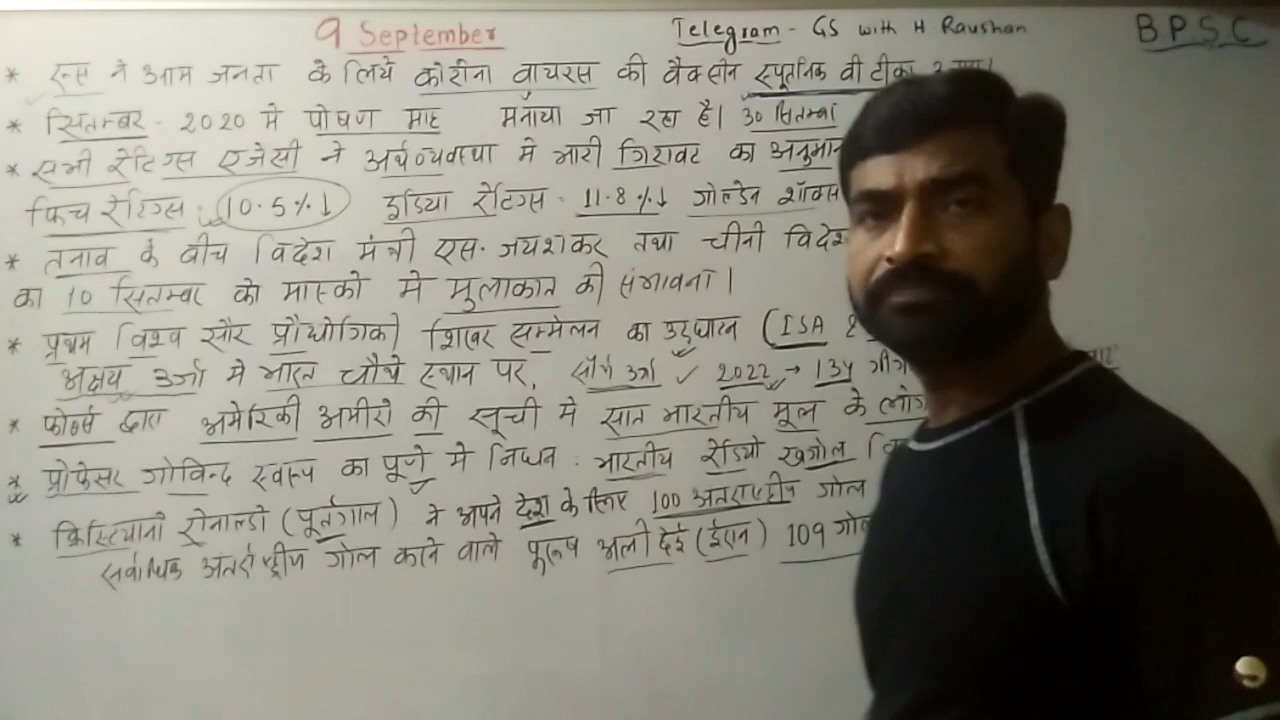 9 September
Telegram - GS with H Raushan
BPSC
* रूस ने आम जनता के लिये कोरोना वायरस की वैक्सीन स्पूतनिक वी टीका
* सितम्बर - 2020 मे पोषण माह मनाया जा रहा है। 30 सितम्बर
* सभी रेटिंग्स एजेंसी ने अर्थव्यवस्था मे भारी गिरावट का अनुमान
फिच रेटिंग्स : 10.5%↓ इंडिया रेटिंग्स - 11.8%↓ गोल्डेन शॉक्स
* तनाव के बीच विदेश मंत्री एस. जयशंकर तथा चीनी विदेश
का 10 सितम्बर को मास्को मे मुलाकात की संभावना।
* प्रथम विश्व सौर प्रौद्योगिकी शिखर सम्मेलन का उद्घाटन (ISA
अक्षय उर्जा मे भारत चौथे स्थान पर, सौर्य उर्जा ✓ 2022 → 134 गीग
* फोर्ब्स द्वारा अमेरिकी अमीरो की सूची मे सात भारतीय मूल के लोग
* प्रोफेसर गोविन्द स्वरूप का पूणे मे निधन : भारतीय रेडियो खगोल वि
* क्रिस्टियानो रोनाल्डो (पूर्तगाल) ने अपने देश के लिए 100 अंतराष्ट्रीय गोल
सर्वाधिक अंतर्राष्ट्रीय गोल करने वाले पुरूष अली देई (ईरान) 109 गोल